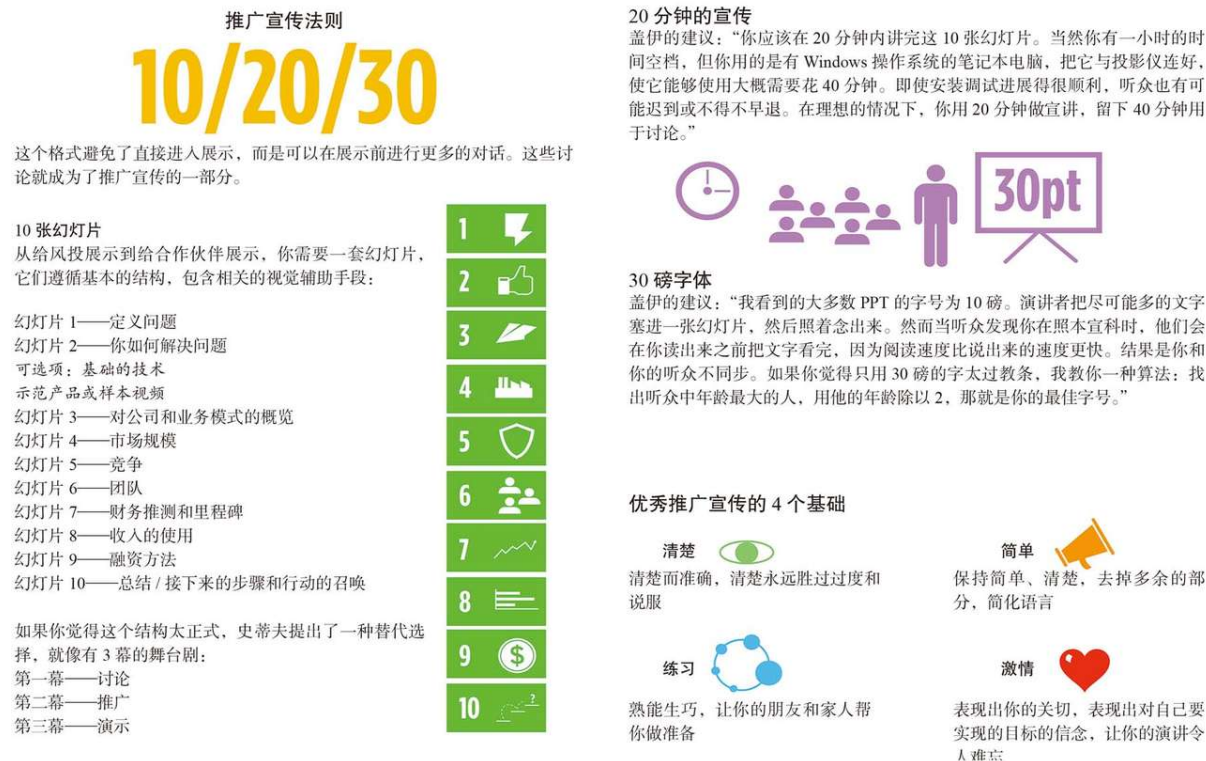 推广宣传法则
10/20/30
这个格式避免了直接进入展示，而是可以在展示前进行更多的对话。这些讨
论就成为了推广宣传的一部分。
10 张幻灯片
从给风投展示到给合作伙伴展示，你需要一套幻灯片，
它们遵循基本的结构，包含相关的视觉辅助手段：
幻灯片 1——定义问题
幻灯片 2——你如何解决问题
可选项：基础的技术
示范产品或样本视频
幻灯片 3——对公司和业务模式的概览
幻灯片 4——市场规模
幻灯片 5——竞争
幻灯片 6——团队
幻灯片 7——财务推测和里程碑
幻灯片 8——收入的使用
幻灯片 9——融资方法
幻灯片 10——总结 / 接下来的步骤和行动的召唤
如果你觉得这个结构太正式，史蒂夫提出了一种替代选
择，就像有 3 幕的舞台剧：
第一幕——讨论
第二幕——推广
第三幕——演示
1
2
3
4
5
6
7
8
9
$
10
?
20 分钟的宣传
盖伊的建议：“你应该在 20 分钟内讲完这 10 张幻灯片。当然你有一小时的时
间空档，但你用的是有 Windows 操作系统的笔记本电脑，把它与投影仪连好，
使它能够使用大概需要花 40 分钟。即使安装调试进展得很顺利，听众也有可
能迟到或不得不早退。在理想的情况下，你用 20 分钟做宣讲，留下 40 分钟用
于讨论。”
30pt
30 磅字体
盖伊的建议：“我看到的大多数 PPT 的字号为 10 磅。演讲者把尽可能多的文字
塞进一张幻灯片，然后照着念出来。然而当听众发现你在照本宣科时，他们会
在你读出来之前把文字看完，因为阅读速度比说出来的速度更快。结果是你和
你的听众不同步。如果你觉得只用 30 磅的字太过教条，我教你一种算法：找
出听众中年龄最大的人，用他的年龄除以 2，那就是你的最佳字号。”
优秀推广宣传的 4 个基础
清楚
清楚而准确，清楚永远胜过过度和
说服
简单
保持简单、清楚，去掉多余的部
分，简化语言
练习
熟能生巧，让你的朋友和家人帮
你做准备
激情
表现出你的关切，表现出对自己要
实现的目标的信念，让你的演讲令
人难忘